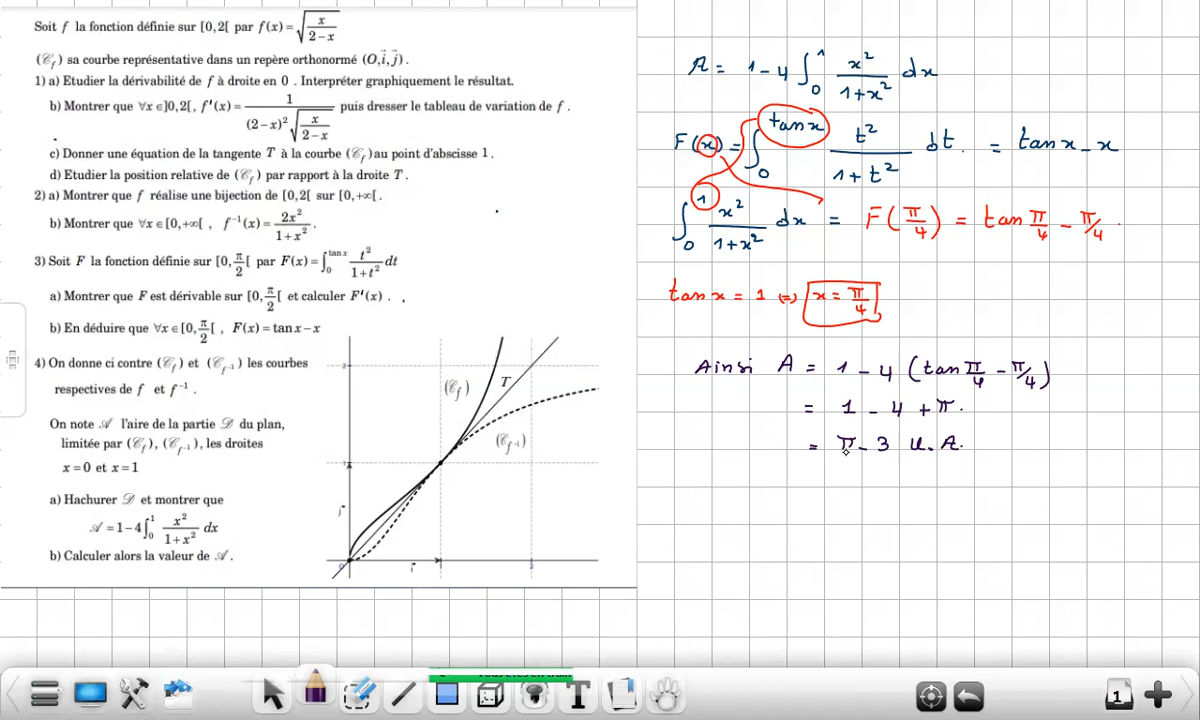 Soit f la fonction définie sur [0,2[ par f(x) = √(x/(2−x))
(𝒞f) sa courbe représentative dans un repère orthonormé (O,i⃗,j⃗).
1) a) Etudier la dérivabilité de f à droite en 0 . Interpréter graphiquement le résultat.
b) Montrer que ∀x ∈]0,2[, f'(x) = 1/((2−x)²√(x/(2−x))) puis dresser le tableau de variation de f .
c) Donner une équation de la tangente T à la courbe (𝒞f) au point d'abscisse 1.
d) Etudier la position relative de (𝒞f) par rapport à la droite T .
2) a) Montrer que f réalise une bijection de [0,2[ sur [0,+∞[.
b) Montrer que ∀x ∈ [0,+∞[ , f⁻¹(x) = 2x²/(1+x²).
3) Soit F la fonction définie sur [0,π/2[ par F(x) = ∫₀^(tan x) t²/(1+t²) dt
a) Montrer que F est dérivable sur [0,π/2[ et calculer F'(x) .
b) En déduire que ∀x ∈ [0,π/2[ , F(x) = tan x − x
4) On donne ci contre (𝒞f) et (𝒞f⁻¹) les courbes
respectives de f et f⁻¹.
On note 𝒜 l'aire de la partie 𝒟 du plan,
limitée par (𝒞f), (𝒞f⁻¹), les droites
x = 0 et x = 1
a) Hachurer 𝒟 et montrer que
𝒜 = 1−4∫₀¹ x²/(1+x²) dx
b) Calculer alors la valeur de 𝒜 .
(𝒞f)
T
(𝒞f⁻¹)
A = 1 - 4 ∫₀¹ x²/(1+x²) dx
F(x) = ∫₀^(tan x) t²/(1+t²) dt = tan x - x
∫₀¹ x²/(1+x²) dx = F(π/4) = tan π/4 - π/4
tan x = 1 (=) x = π/4
Ainsi A = 1 - 4 (tan π/4 - π/4)
= 1 - 4 + π.
= π - 3 U.A.
1